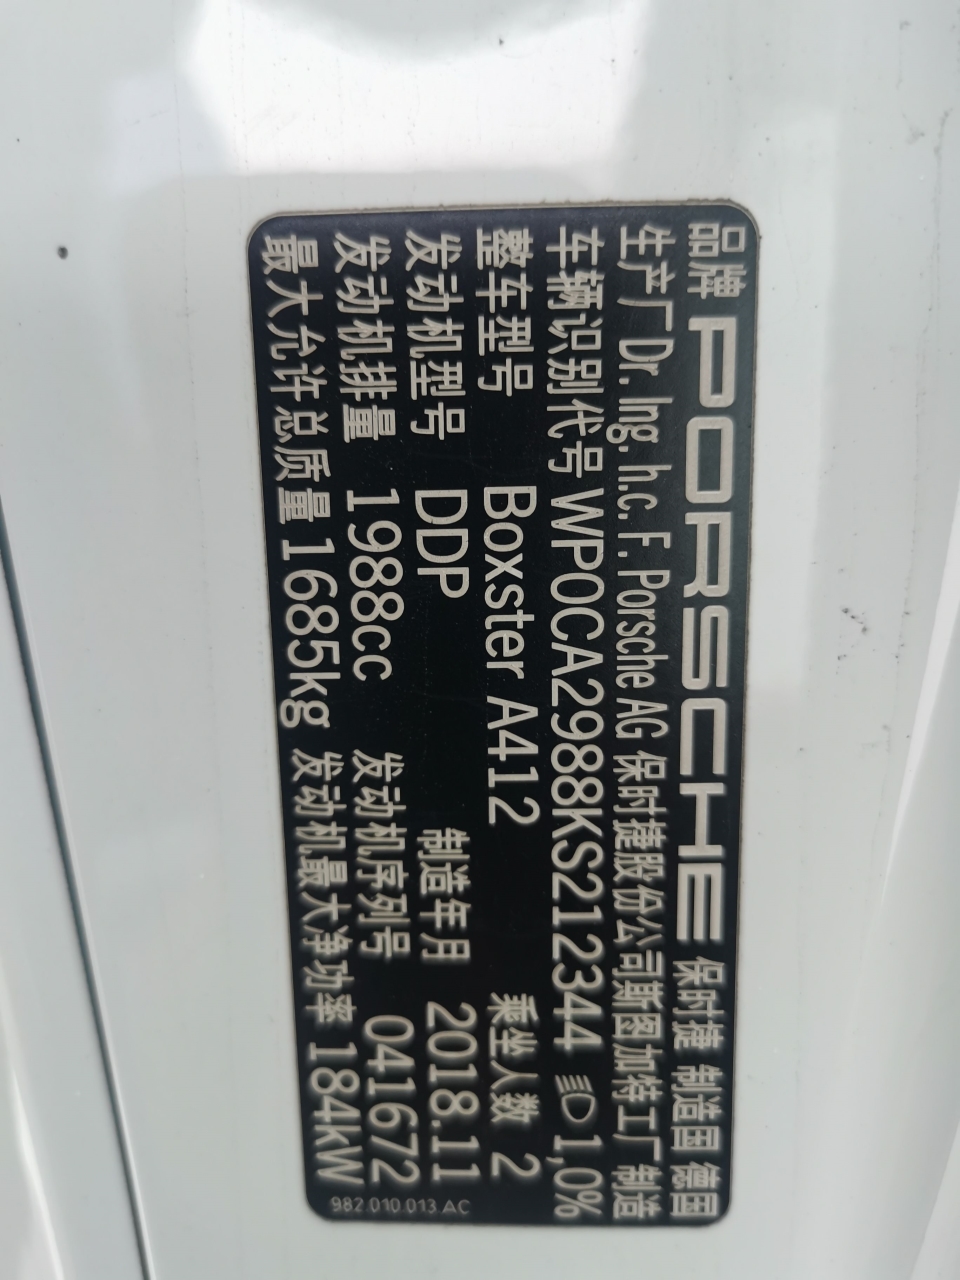 品牌 PORSCHE 保时捷 制造国 德国
生产厂Dr. Ing. h.c. F. Porsche AG 保时捷股份公司斯图加特工厂制造
车辆识别代号 WP0CA2988KS212344 1,0%
整车型号 Boxster A412 乘坐人数 2
发动机型号 DDP 制造年月 2018.11
发动机排量 1988cc 发动机序列号 041672
最大允许总质量 1685kg 发动机最大净功率 184kW
982.010.013.AC